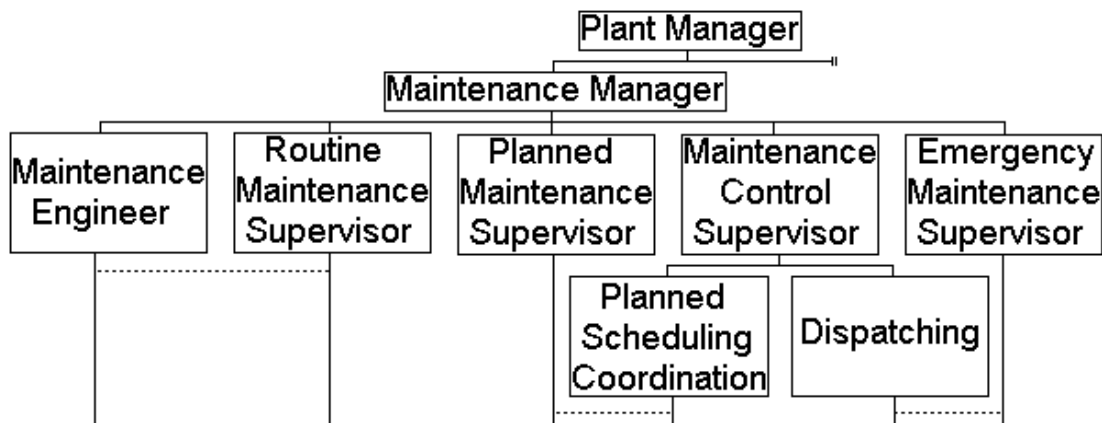 Plant Manager
Maintenance Manager
Maintenance
Engineer
Routine
Maintenance
Supervisor
Planned
Maintenance
Supervisor
Maintenance
Control
Supervisor
Emergency
Maintenance
Supervisor
Planned
Scheduling
Coordination
Dispatching